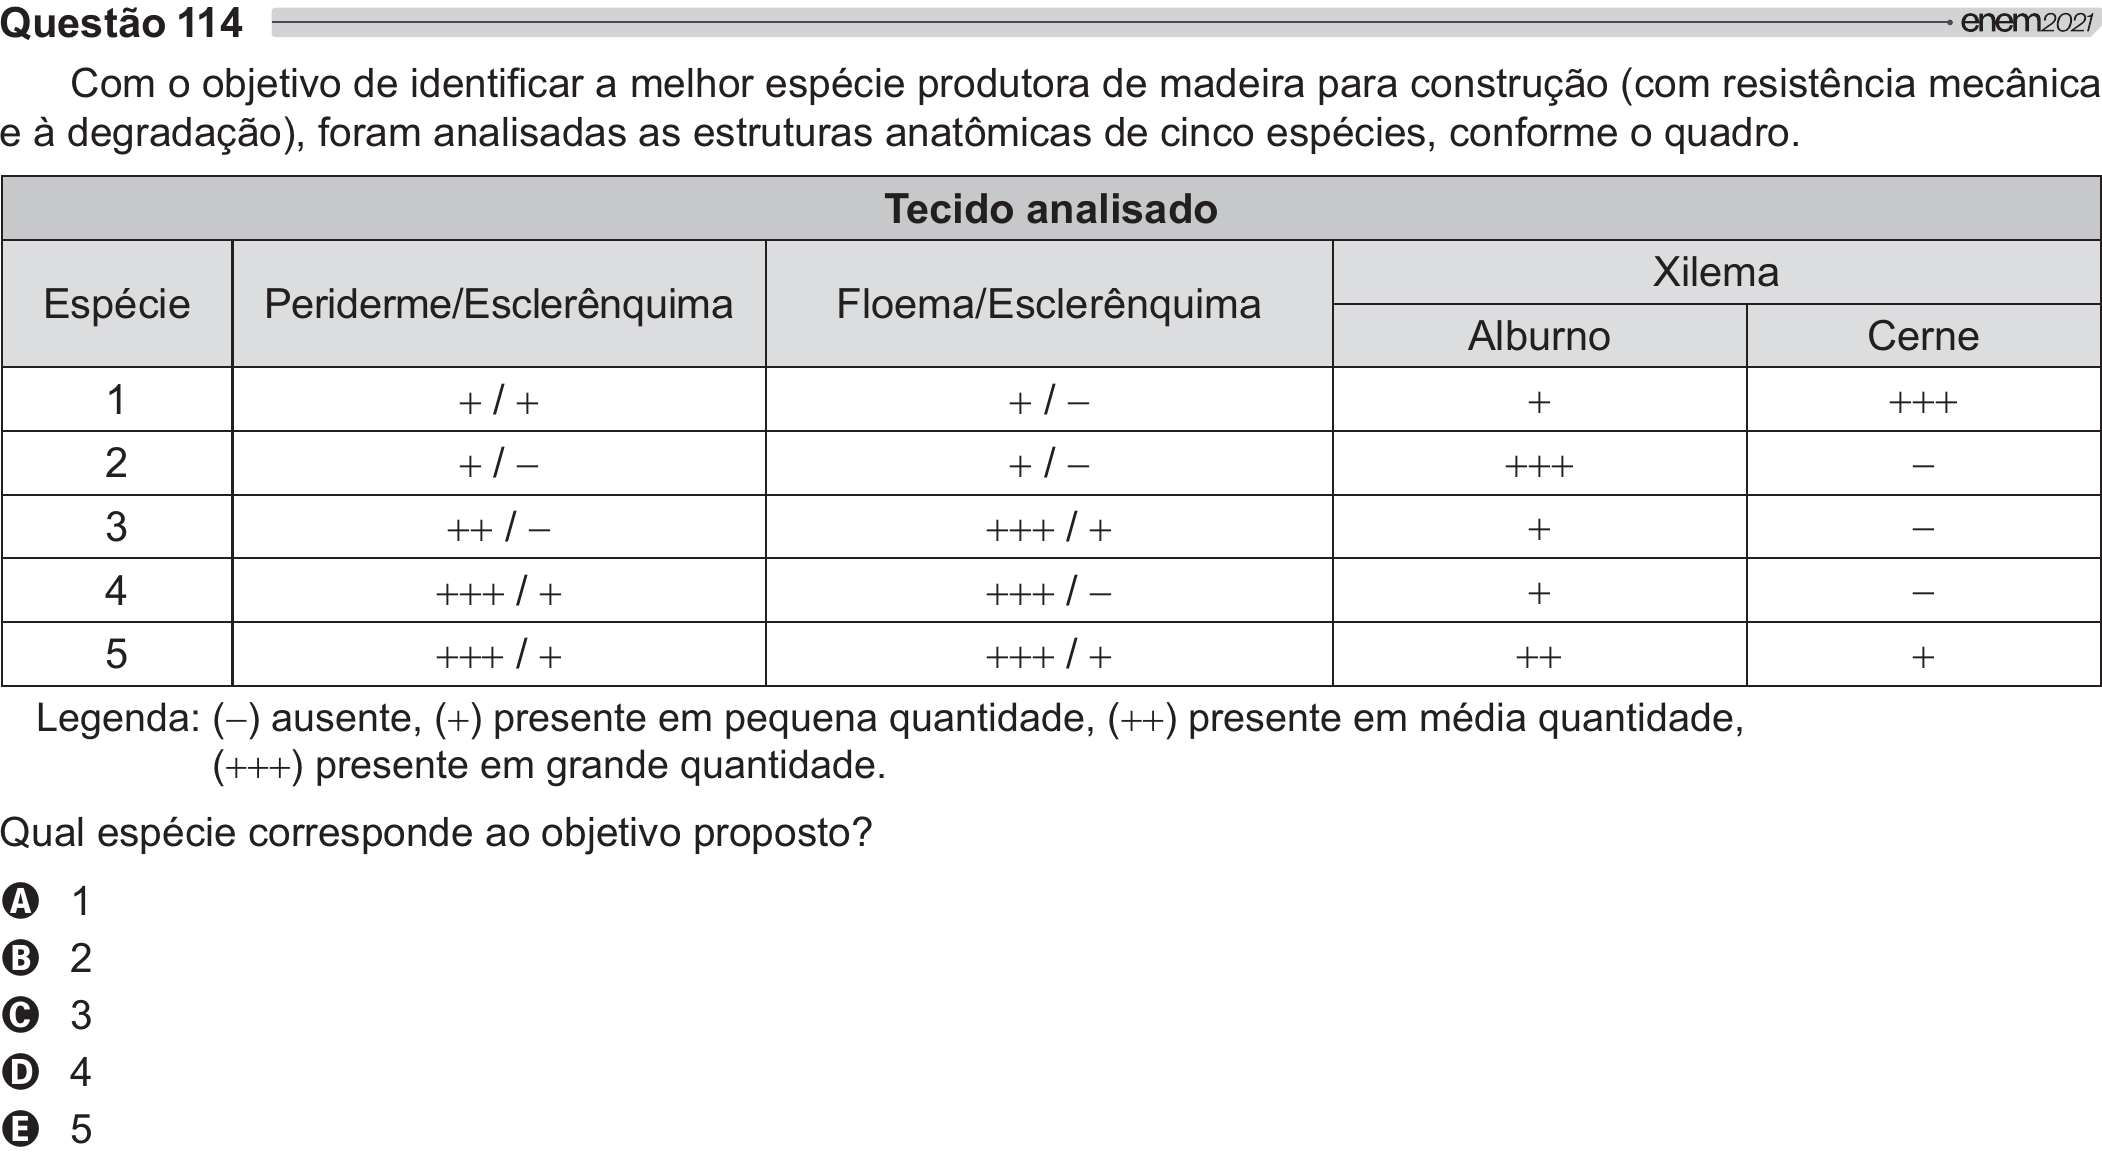 Questão 114
enem2021
Com o objetivo de identificar a melhor espécie produtora de madeira para construção (com resistência mecânica
e à degradação), foram analisadas as estruturas anatômicas de cinco espécies, conforme o quadro.
Tecido analisado
Espécie Periderme/Esclerênquima Floema/Esclerênquima Xilema
Alburno Cerne
1 + / + + / – + +++
2 + / – + / – +++ –
3 ++ / – +++ / + + –
4 +++ / + +++ / – + –
5 +++ / + +++ / + ++ +
Legenda: (–) ausente, (+) presente em pequena quantidade, (++) presente em média quantidade,
(+++) presente em grande quantidade.
Qual espécie corresponde ao objetivo proposto?
A 1
B 2
C 3
D 4
E 5